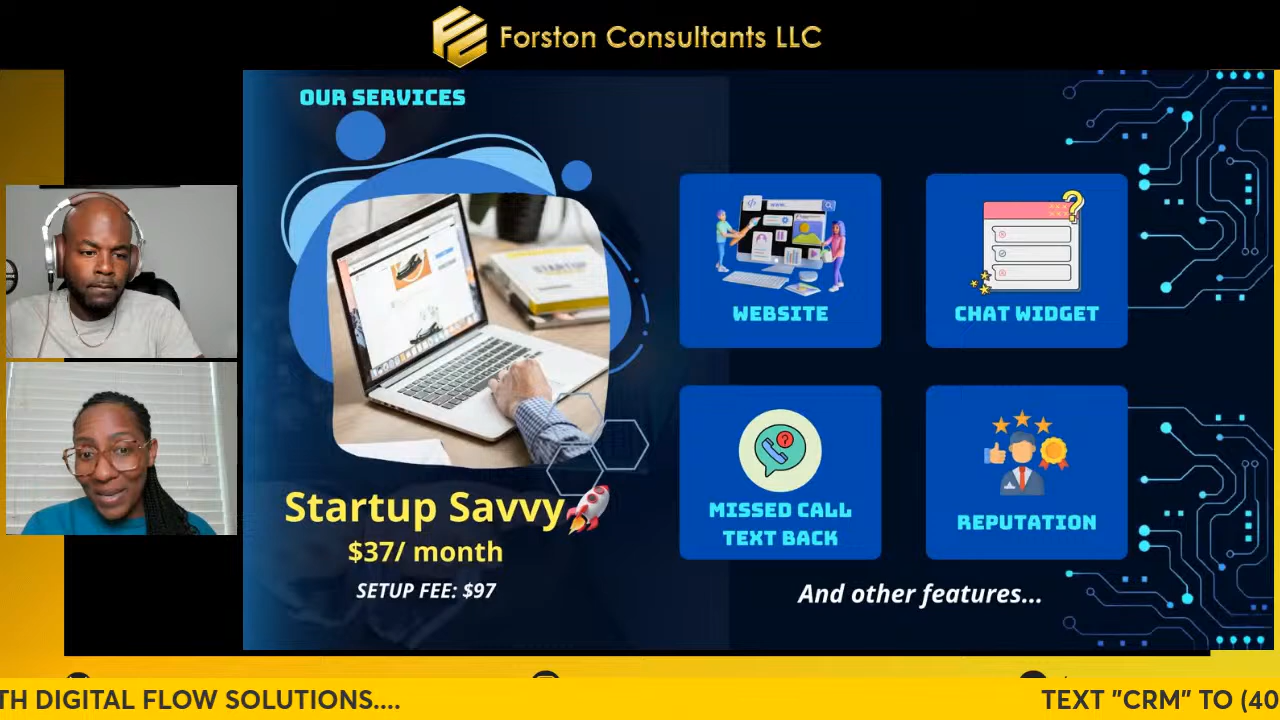 Forston Consultants LLC
OUR SERVICES
Startup Savvy
$37/ month
SETUP FEE: $97
WEBSITE
CHAT WIDGET
MISSED CALL
TEXT BACK
REPUTATION
And other features...
TH DIGITAL FLOW SOLUTIONS....
TEXT "CRM" TO (40